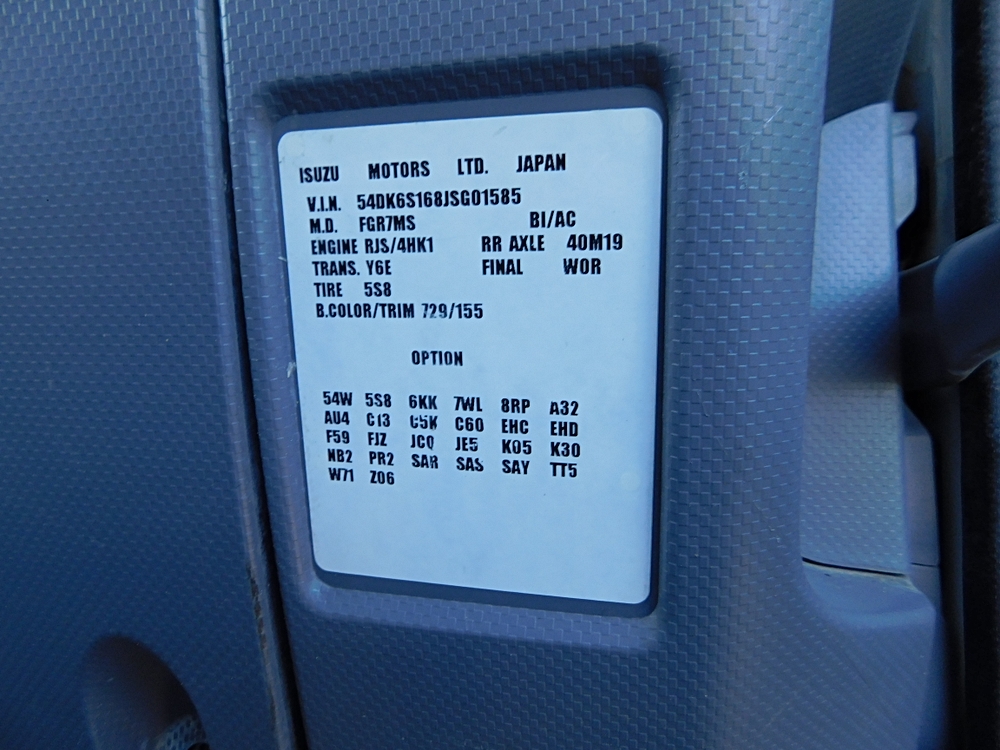 ISUZU MOTORS LTD. JAPAN
V.I.N. 54DK6S168JSG01585
M.D. FGR7MS BI/AC
ENGINE RJS/4HK1 RR AXLE 40M19
TRANS. Y6E FINAL WOR
TIRE 5S8
B.COLOR/TRIM 729/155
OPTION
54W 5S8 6KK 7WL 8RP A32
AU4 C13 C5K C60 EHC EHD
F59 FJZ JCQ JE5 K05 K30
NB2 PR2 SAR SAS SAY TT5
W71 Z06